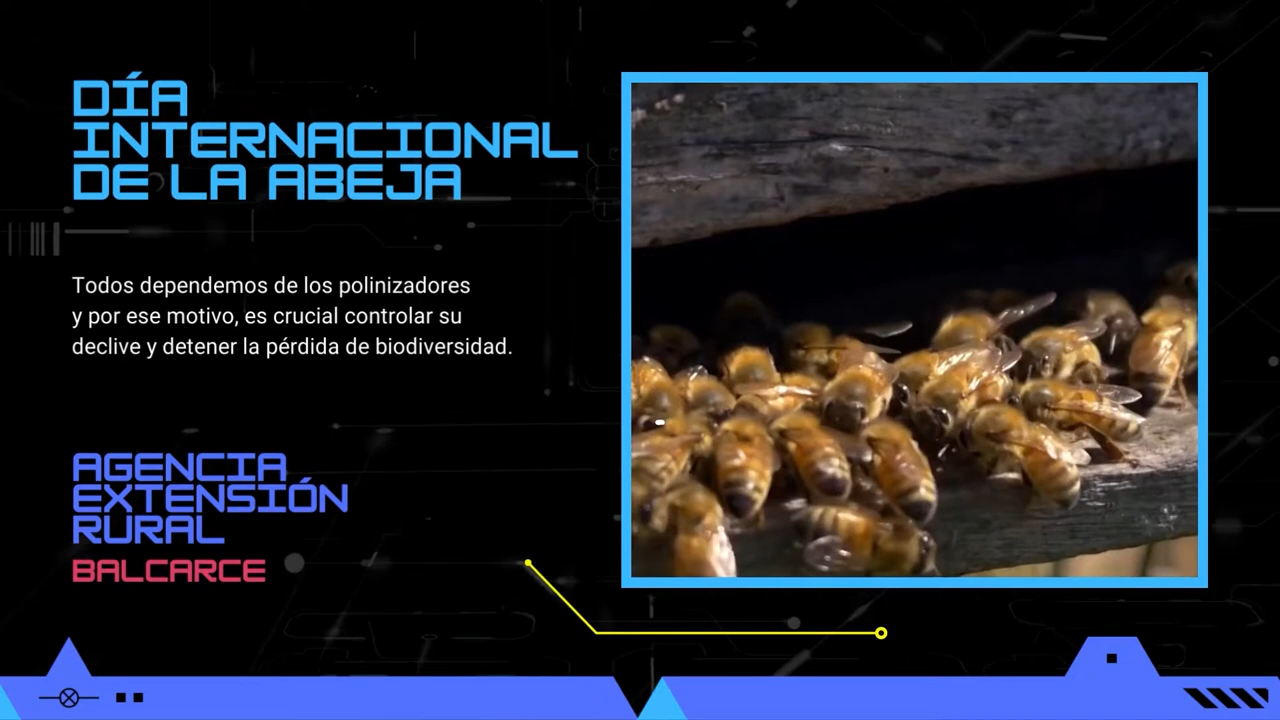 DÍA
INTERNACIONAL
DE LA ABEJA
Todos dependemos de los polinizadores
y por ese motivo, es crucial controlar su
declive y detener la pérdida de biodiversidad.
AGENCIA
EXTENSIÓN
RURAL
BALCARCE